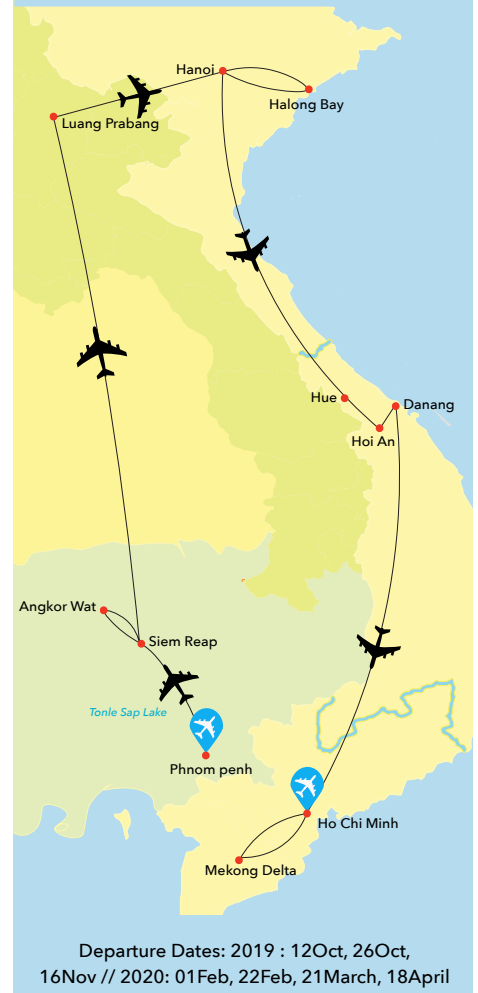 Hanoi
Halong Bay
Luang Prabang
Hue
Danang
Hoi An
Angkor Wat
Siem Reap
Tonle Sap Lake
Phnom penh
Ho Chi Minh
Mekong Delta
Departure Dates: 2019 : 12Oct, 26Oct,
16Nov // 2020: 01Feb, 22Feb, 21March, 18April